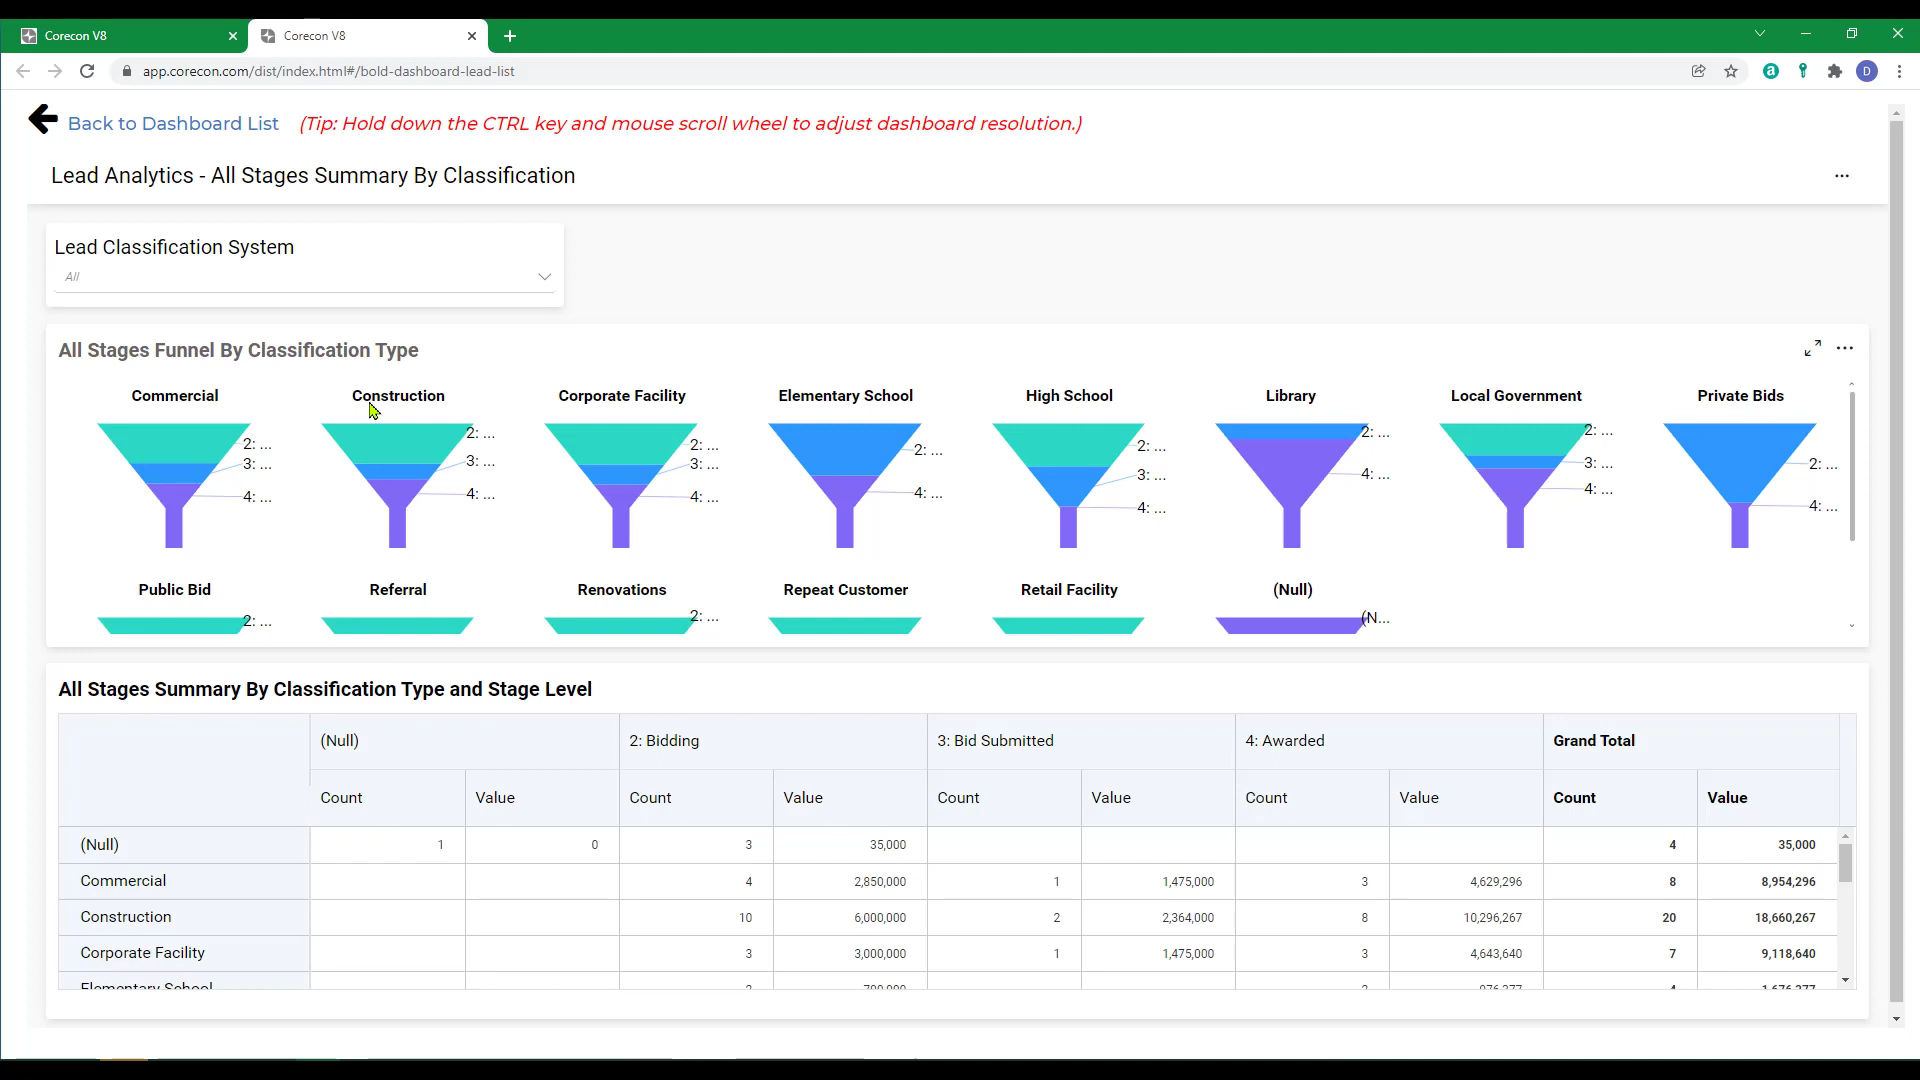 Corecon V8
Corecon V8
app.corecon.com/dist/index.html#/bold-dashboard-lead-list
a
D
Back to Dashboard List (Tip: Hold down the CTRL key and mouse scroll wheel to adjust dashboard resolution.)
Lead Analytics - All Stages Summary By Classification
Lead Classification System
All
All Stages Funnel By Classification Type
Commercial Construction Corporate Facility Elementary School High School Library Local Government Private Bids
2: ... 3: ... 4: ...
2: ... 3: ... 4: ...
2: ... 3: ... 4: ...
2: ... 4: ...
2: ... 3: ... 4: ...
2: ... 4: ...
2: ... 3: ... 4: ...
2: ... 4: ...
Public Bid Referral Renovations Repeat Customer Retail Facility (Null)
2: ... 2: ... (N...
All Stages Summary By Classification Type and Stage Level
(Null) 2: Bidding 3: Bid Submitted 4: Awarded Grand Total
Count Value Count Value Count Value Count Value Count Value
(Null) 1 0 3 35,000 4 35,000
Commercial 4 2,850,000 1 1,475,000 3 4,629,296 8 8,954,296
Construction 10 6,000,000 2 2,364,000 8 10,296,267 20 18,660,267
Corporate Facility 3 3,000,000 1 1,475,000 3 4,643,640 7 9,118,640
Elementary School